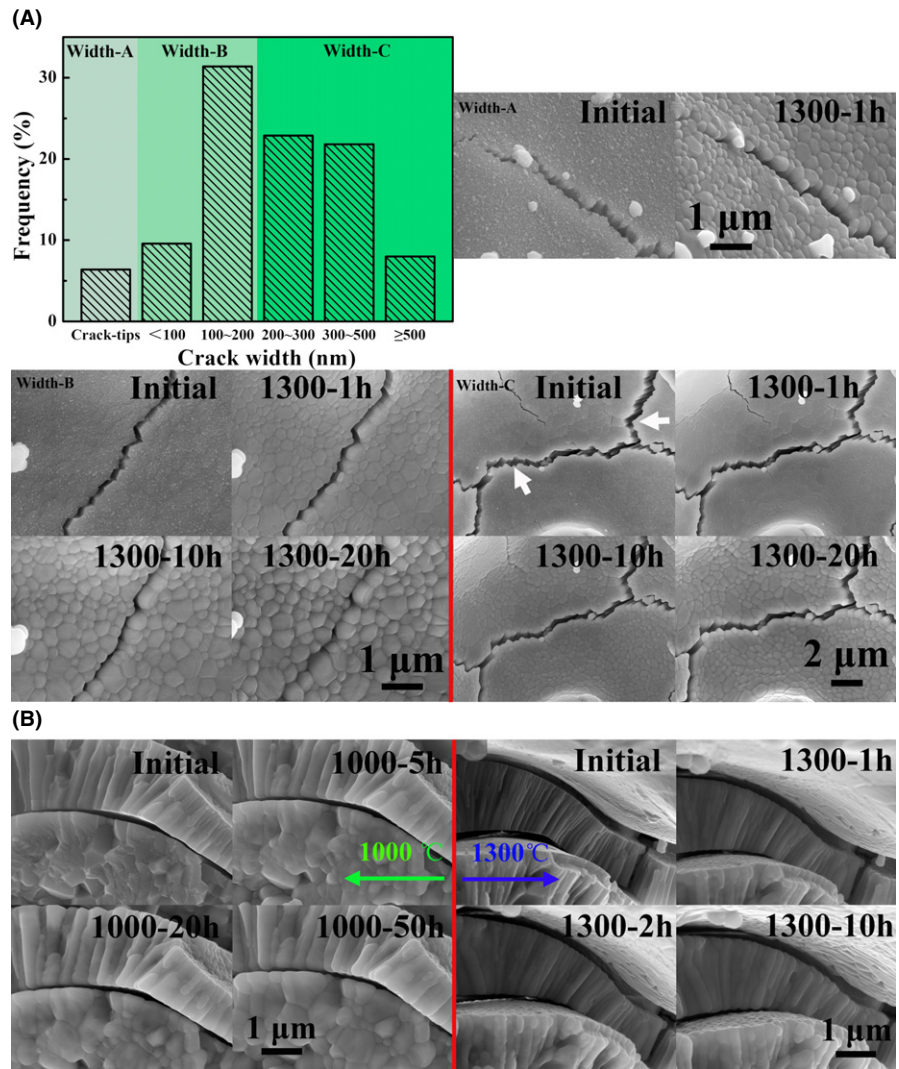 (A)
Width-A Width-B Width-C
30
20
10
0
Frequency (%)
Crack-tips <100 100~200 200~300 300~500 ≥500
Crack width (nm)
Width-A Initial 1300-1h
1 μm
Width-B Initial 1300-1h
1300-10h 1300-20h
1 μm
Width-C Initial 1300-1h
1300-10h 1300-20h
2 μm
(B)
Initial 1000-5h
1000 ℃
1000-20h 1000-50h
1 μm
Initial 1300-1h
1300℃
1300-2h 1300-10h
1 μm